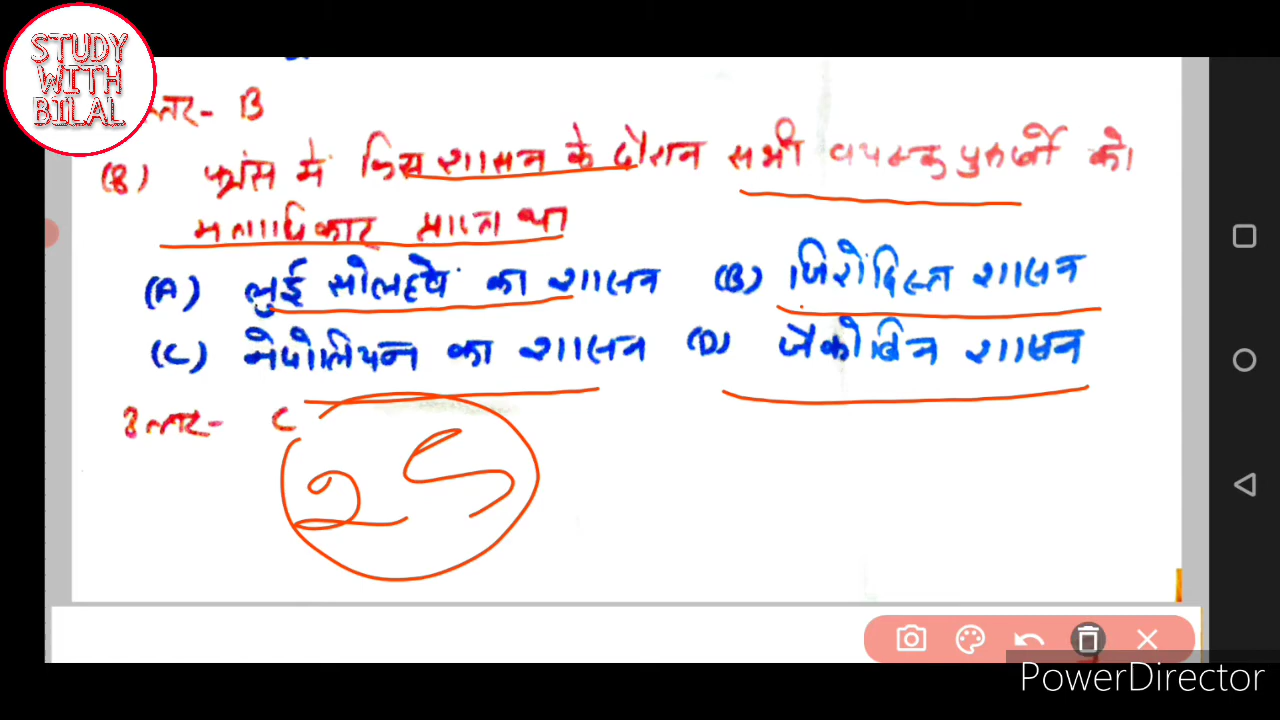 STUDY
WITH
BILAL
त्तर- B
(8) फ्रांस में किस शासन के दौरान सभी वयस्क पुरुषों को
मताधिकार प्राप्त था
(A) लुई सोलहवें का शासन (B) जिरोंदिस्त शासन
(C) नेपोलियन का शासन (D) जैकोबिन शासन
उत्तर- C
25
PowerDirector